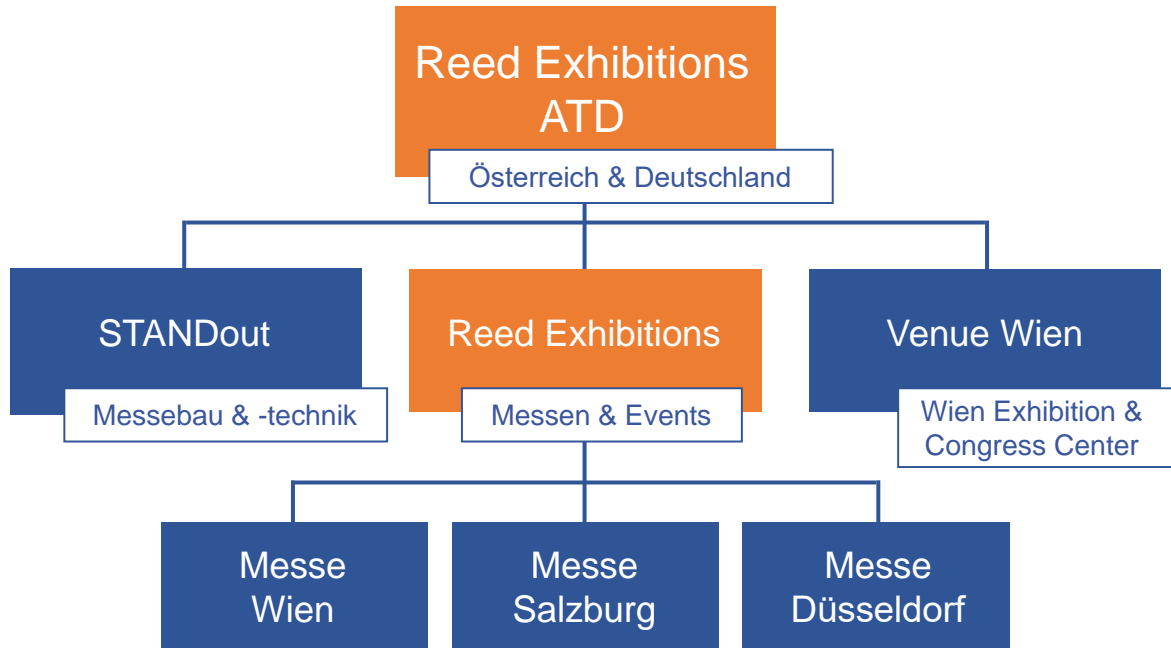 Reed Exhibitions
ATD
Österreich & Deutschland
STANDout
Messebau & -technik
Reed Exhibitions
Messen & Events
Venue Wien
Wien Exhibition &
Congress Center
Messe
Wien
Messe
Salzburg
Messe
Düsseldorf